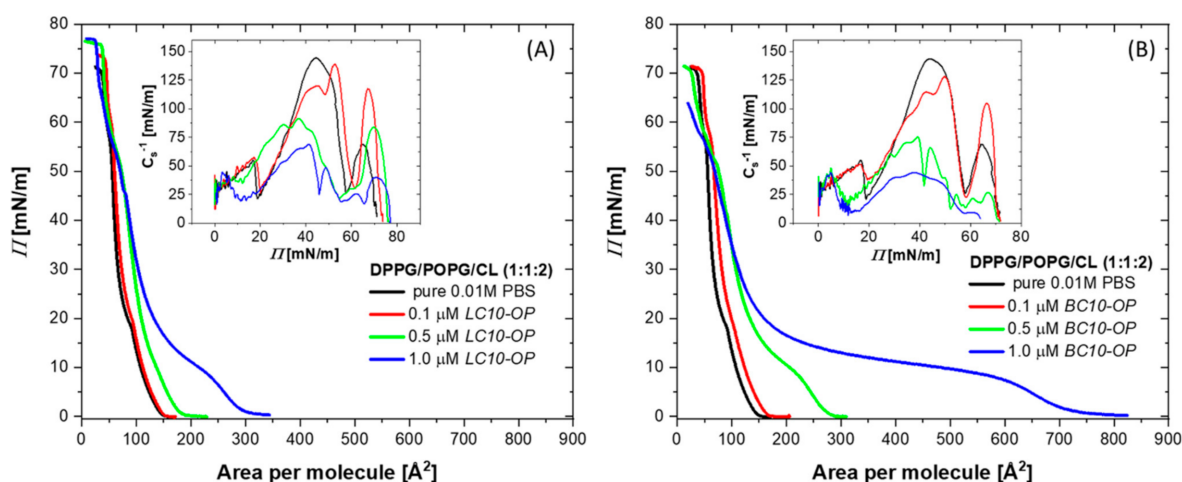 (A)
80
70
60
50
40
30
20
10
0
Π [mN/m]
0 100 200 300 400 500 600 700 800 900
Area per molecule [Å²]
150
125
100
75
50
25
0
Cs⁻¹ [mN/m]
0 20 40 60 80
Π [mN/m]
DPPG/POPG/CL (1:1:2)
pure 0.01M PBS
0.1 μM LC10-OP
0.5 μM LC10-OP
1.0 μM LC10-OP
(B)
80
70
60
50
40
30
20
10
0
Π [mN/m]
0 100 200 300 400 500 600 700 800 900
Area per molecule [Å²]
150
125
100
75
50
25
0
Cs⁻¹ [mN/m]
0 20 40 60 80
Π [mN/m]
DPPG/POPG/CL (1:1:2)
pure 0.01M PBS
0.1 μM BC10-OP
0.5 μM BC10-OP
1.0 μM BC10-OP